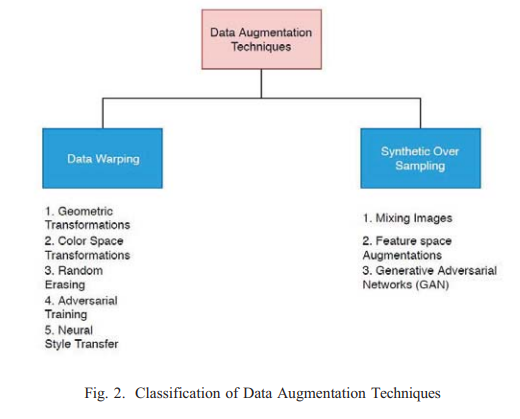 Data Augmentation
Techniques
Data Warping
Synthetic Over
Sampling
1. Geometric
Transformations
2. Color Space
Transformations
3. Random
Erasing
4. Adversarial
Training
5. Neural
Style Transfer
1. Mixing Images
2. Feature space
Augmentations
3. Generative Adversarial
Networks (GAN)
Fig. 2. Classification of Data Augmentation Techniques